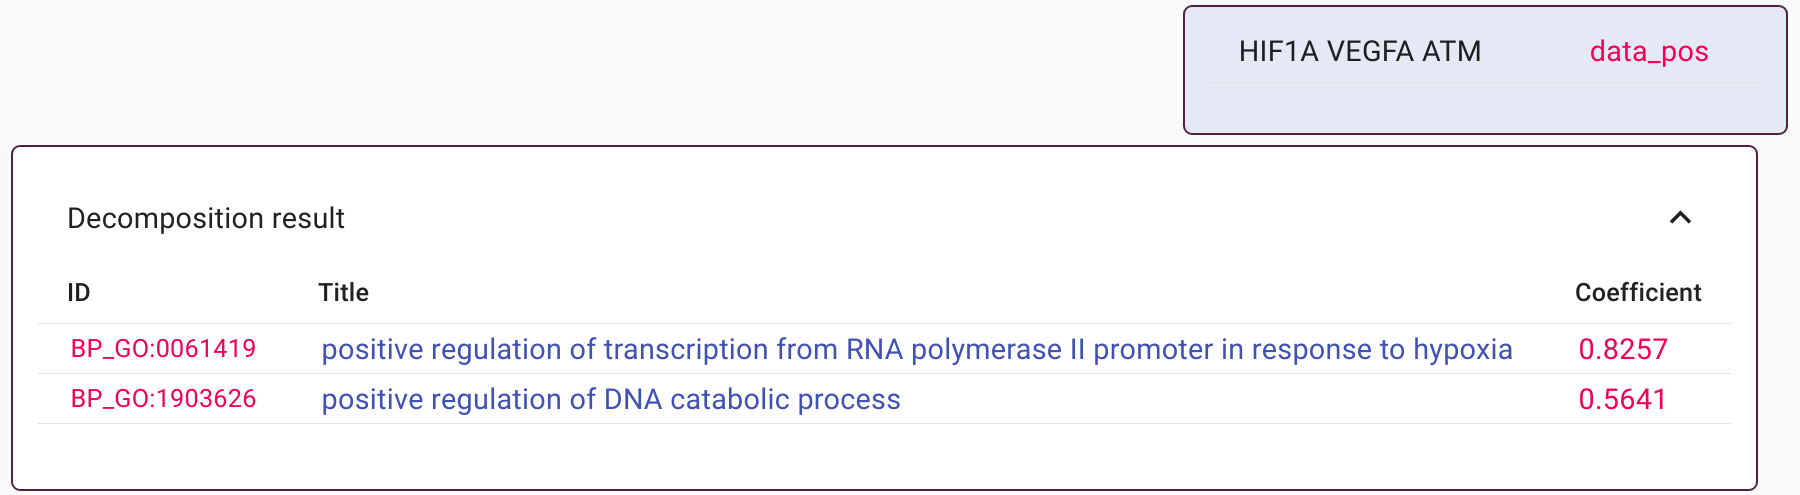 HIF1A VEGFA ATM data_pos
Decomposition result
ID Title Coefficient
BP_GO:0061419 positive regulation of transcription from RNA polymerase II promoter in response to hypoxia 0.8257
BP_GO:1903626 positive regulation of DNA catabolic process 0.5641